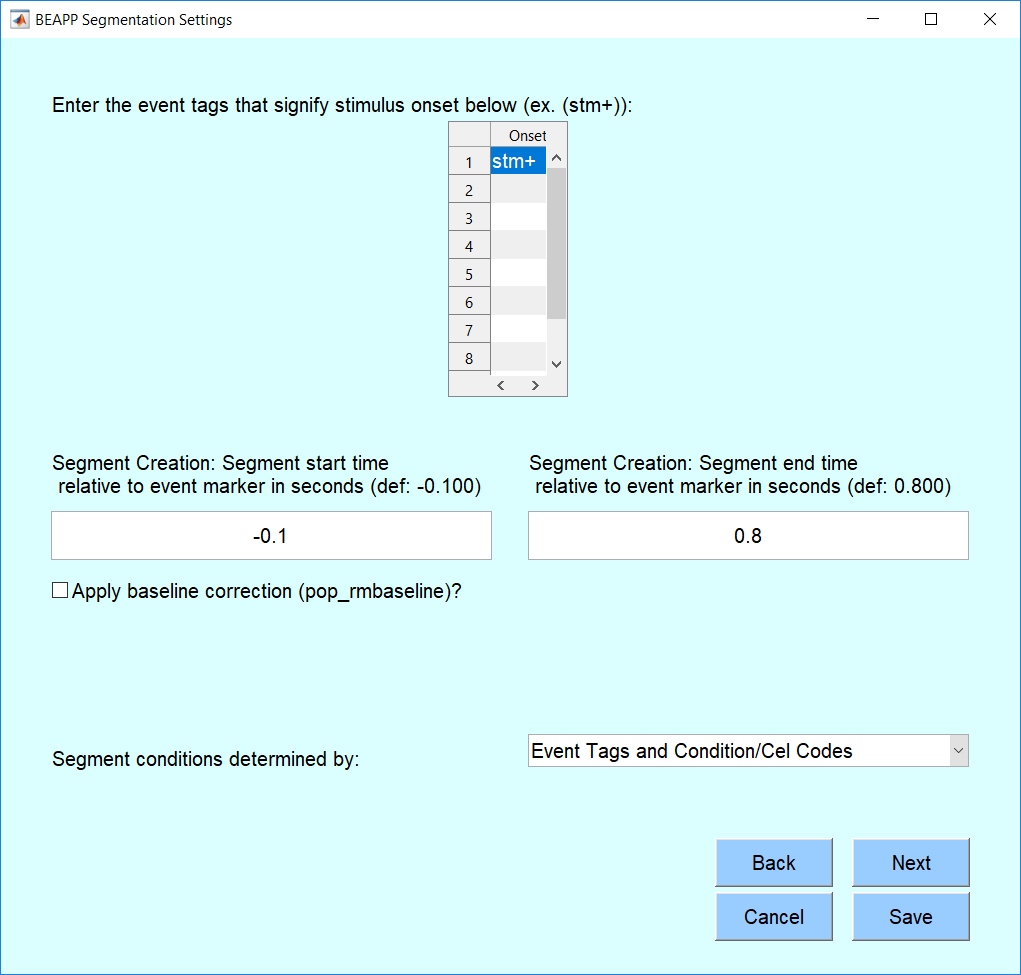 BEAPP Segmentation Settings
Enter the event tags that signify stimulus onset below (ex. (stm+)):
Onset
1 stm+
2
3
4
5
6
7
8
Segment Creation: Segment start time
relative to event marker in seconds (def: -0.100)
Segment Creation: Segment end time
relative to event marker in seconds (def: 0.800)
-0.1
0.8
Apply baseline correction (pop_rmbaseline)?
Segment conditions determined by:
Event Tags and Condition/Cel Codes
Back
Next
Cancel
Save